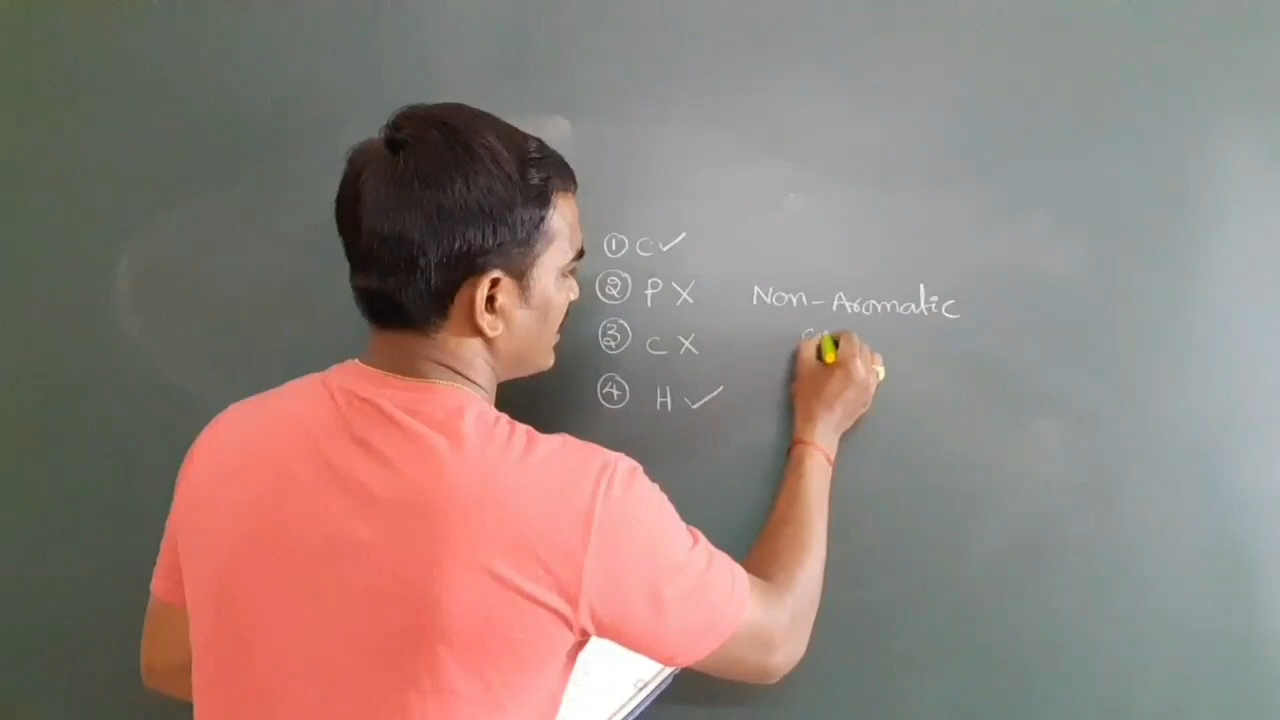 ① C ✓
② P X
③ C X
④ H ✓
Non-Aromatic